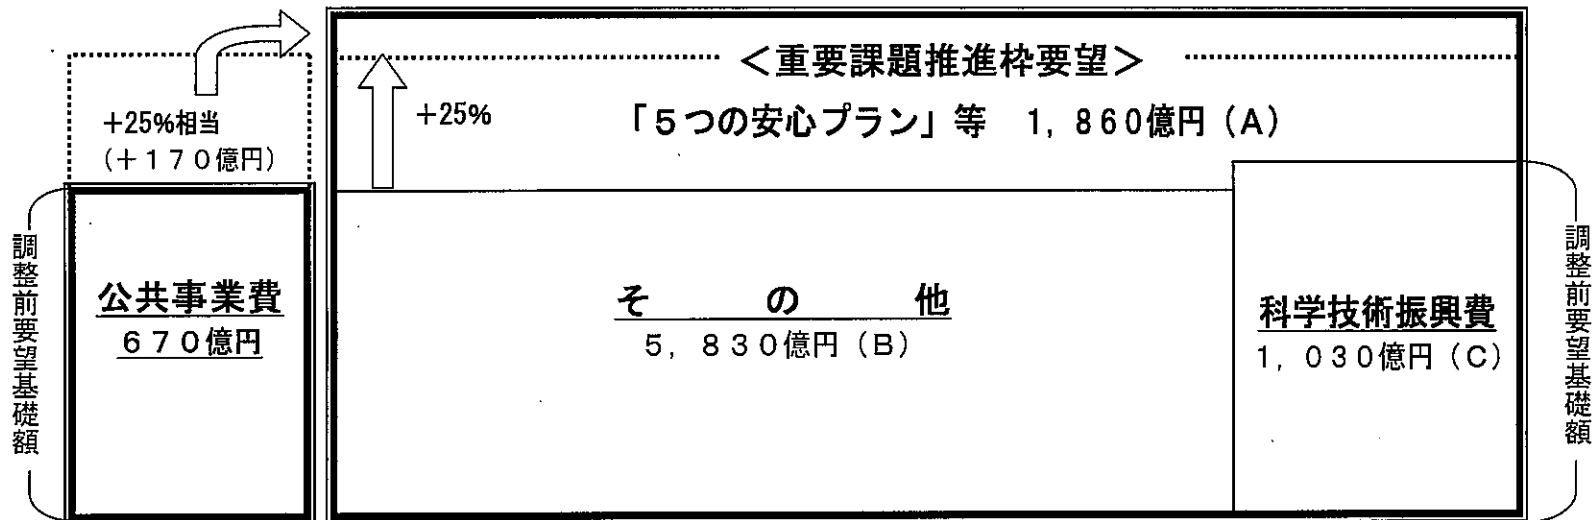 ＜重要課題推進枠要望＞
「５つの安心プラン」等　１，８６０億円（A）
+25%相当
（＋１７０億円）
+25%
調整前要望基礎額
公共事業費
６７０億円
そ　の　他
５，８３０億円（B）
科学技術振興費
１，０３０億円（C）
調整前要望基礎額